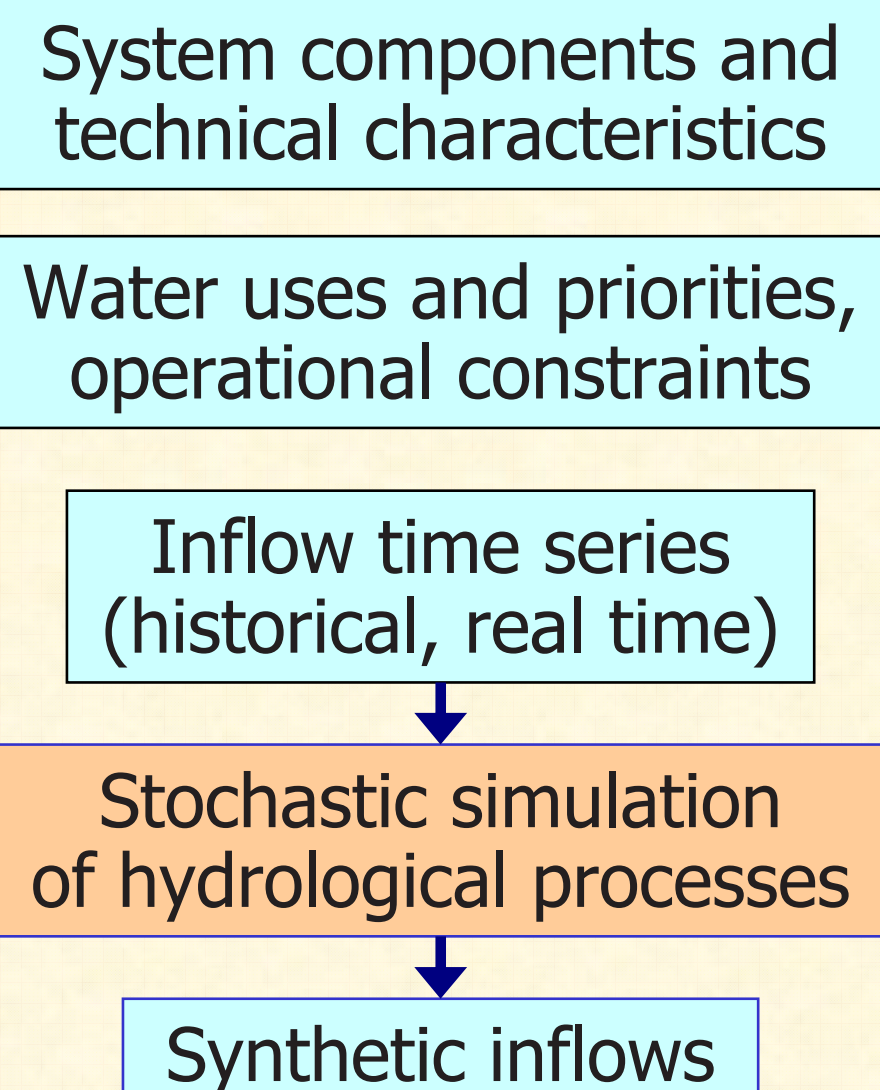 System components and
technical characteristics
Water uses and priorities,
operational constraints
Inflow time series
(historical, real time)
Stochastic simulation
of hydrological processes
Synthetic inflows